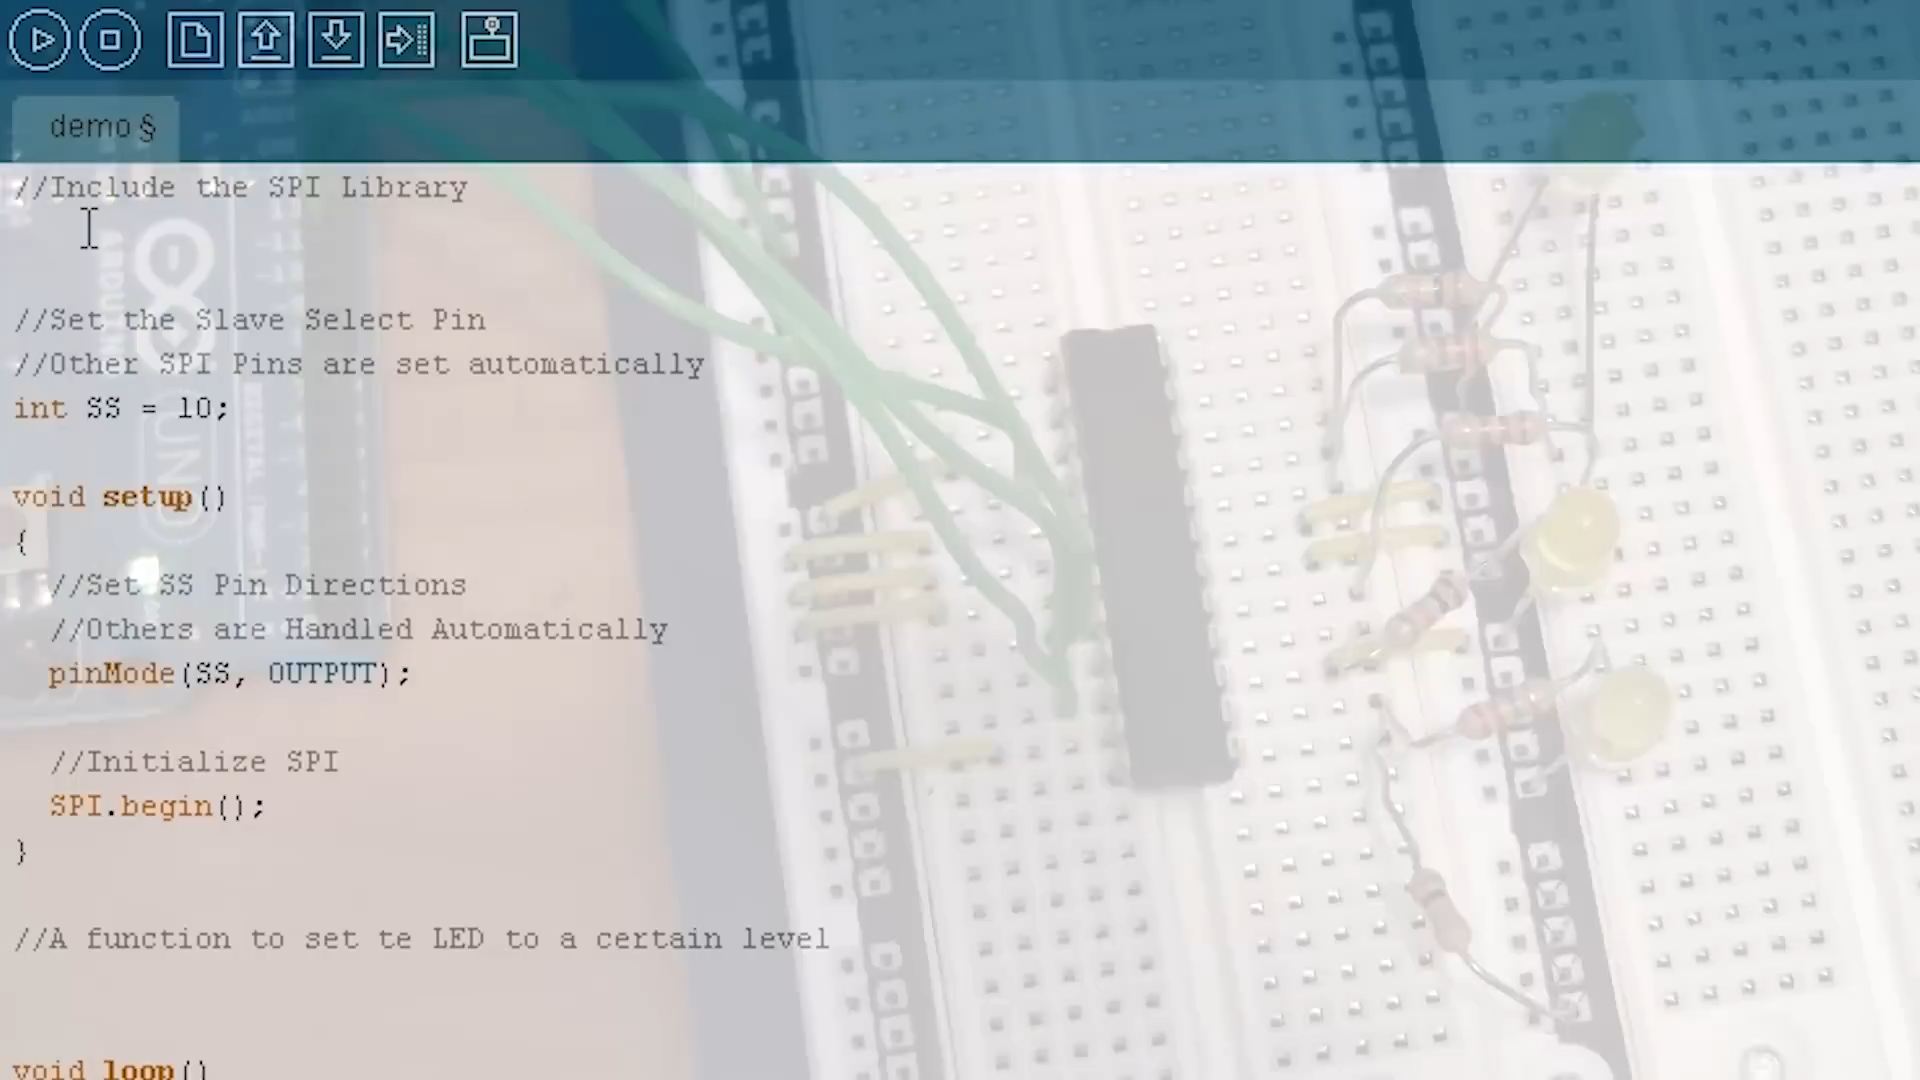 demo §
//Include the SPI Library
//Set the Slave Select Pin
//Other SPI Pins are set automatically
int SS = 10;
void setup()
{
//Set SS Pin Directions
//Others are Handled Automatically
pinMode(SS, OUTPUT);
//Initialize SPI
SPI.begin();
}
//A function to set te LED to a certain level
void loop()
ARDUINO
UNO